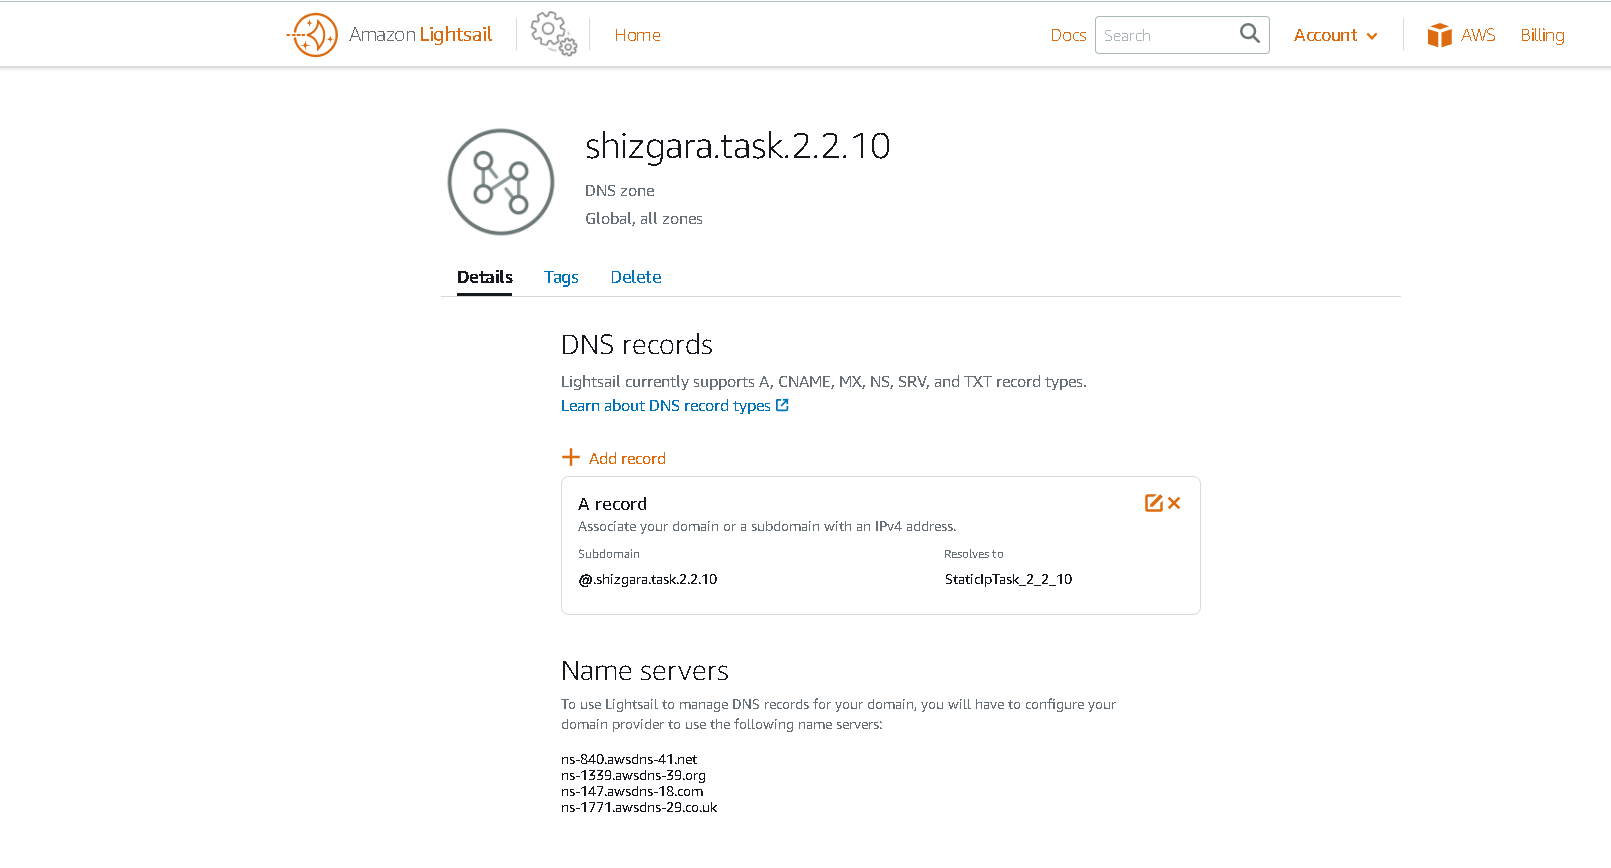 Amazon Lightsail
Home
Docs
Search
Account
AWS
Billing
shizgara.task.2.2.10
DNS zone
Global, all zones
Details
Tags
Delete
DNS records
Lightsail currently supports A, CNAME, MX, NS, SRV, and TXT record types.
Learn about DNS record types
Add record
A record
Associate your domain or a subdomain with an IPv4 address.
Subdomain
Resolves to
@.shizgara.task.2.2.10
StaticIpTask_2_2_10
Name servers
To use Lightsail to manage DNS records for your domain, you will have to configure your
domain provider to use the following name servers:
ns-840.awsdns-41.net
ns-1339.awsdns-39.org
ns-147.awsdns-18.com
ns-1771.awsdns-29.co.uk